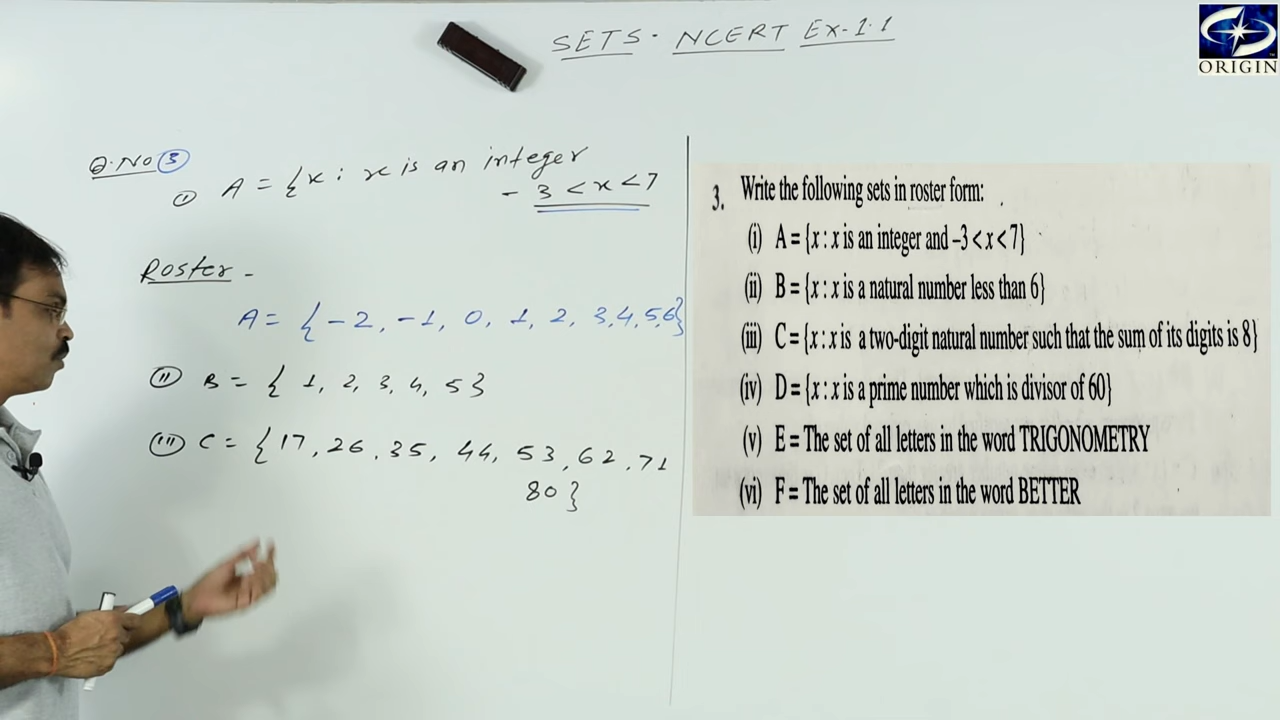 SETS - NCERT Ex-1.1
ORIGIN
Q.No 3
(i) A = {x : x is an integer
- 3 < x < 7
Roster -
A = { -2, -1, 0, 1, 2, 3,4,5,6}
(ii) B = { 1, 2, 3, 4, 5 }
(iii) C = { 17, 26, 35, 44, 53, 62, 71
80 }
3. Write the following sets in roster form:
(i) A = {x : x is an integer and –3 < x < 7}
(ii) B = {x : x is a natural number less than 6}
(iii) C = {x : x is a two-digit natural number such that the sum of its digits is 8}
(iv) D = {x : x is a prime number which is divisor of 60}
(v) E = The set of all letters in the word TRIGONOMETRY
(vi) F = The set of all letters in the word BETTER